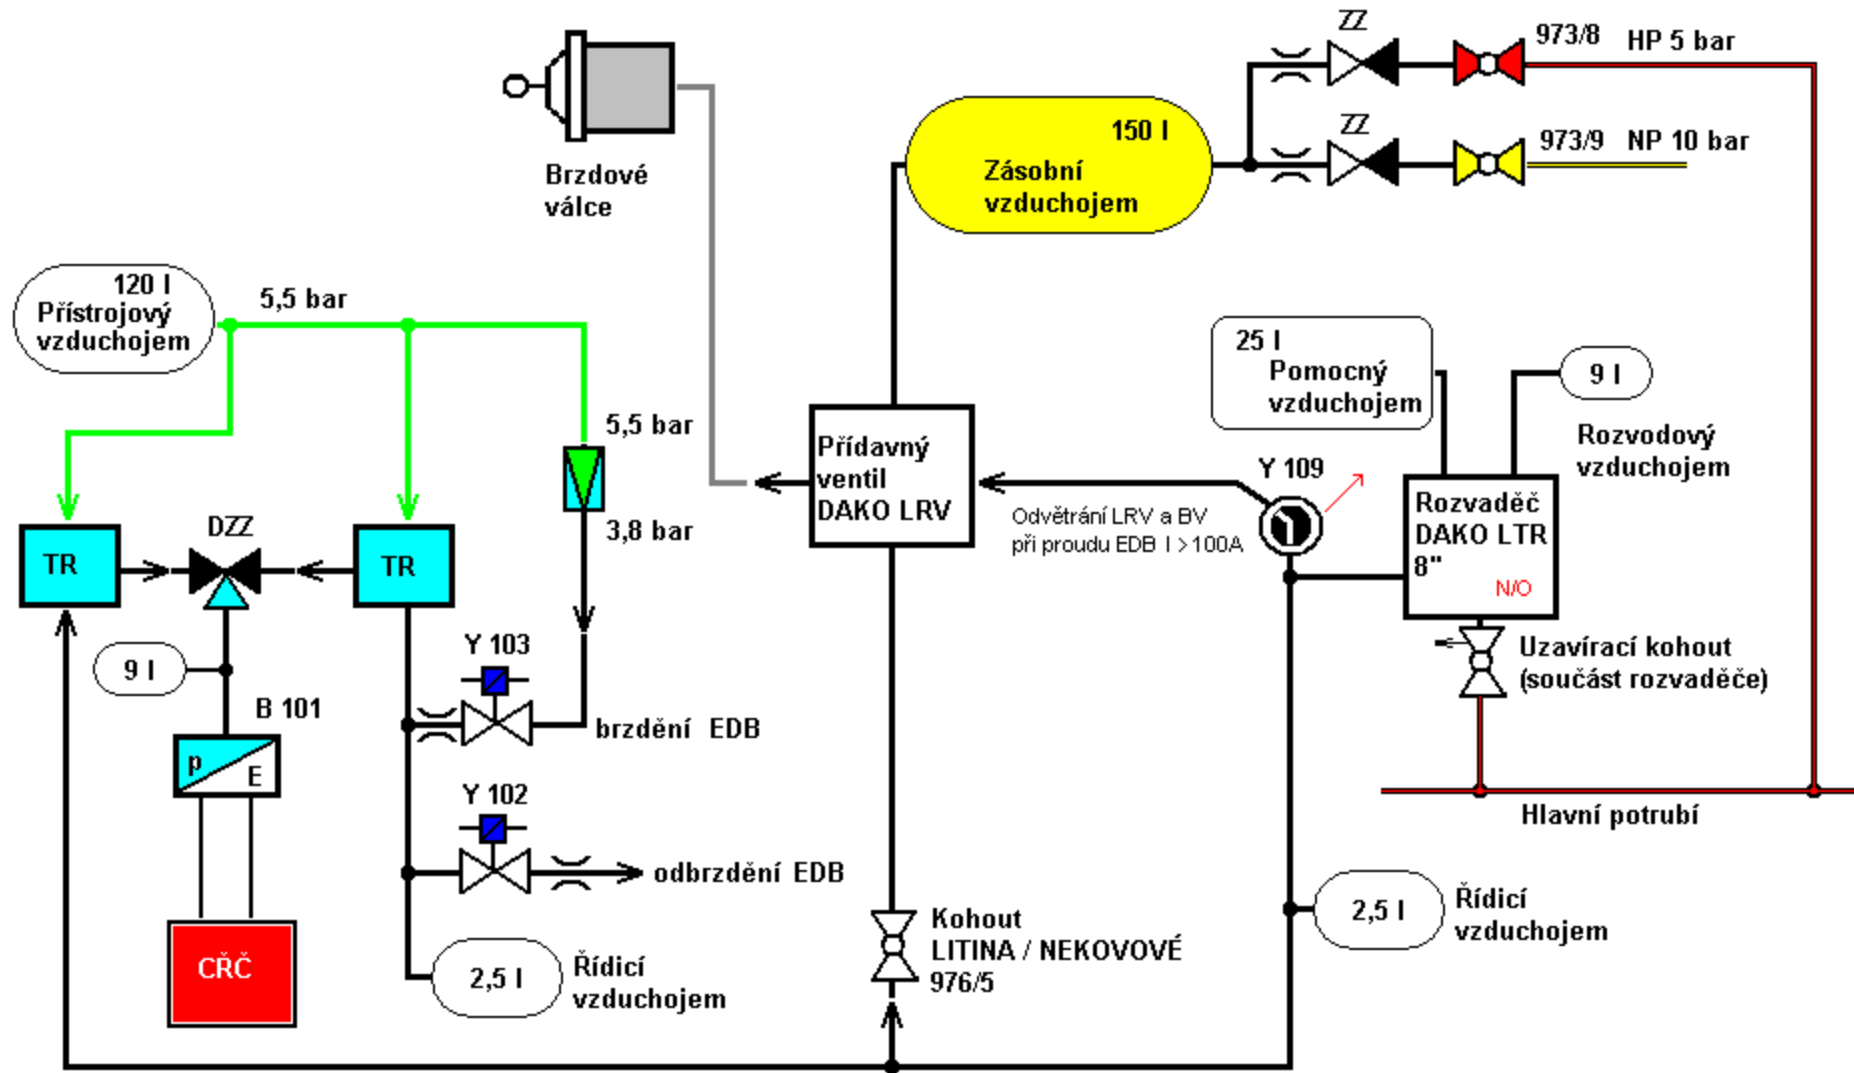 ZZ
973/8 HP 5 bar
150 l
Zásobní
vzduchojem
ZZ
973/9 NP 10 bar
Brzdové
válce
120 l
Přístrojový
vzduchojem
5,5 bar
5,5 bar
3,8 bar
Přídavný
ventil
DAKO LRV
25 l
Pomocný
vzduchojem
9 l
Rozvodový
vzduchojem
Y 109
Odvětrání LRV a BV
při proudu EDB I >100A
Rozvaděč
DAKO LTR
8"
N/O
TR
DZZ
TR
9 l
B 101
p
E
CŘČ
Y 103
brzdění EDB
Y 102
odbrzdění EDB
2,5 l
Řídicí
vzduchojem
Kohout
LITINA / NEKOVOVÉ
976/5
Uzavírací kohout
(součást rozvaděče)
Hlavní potrubí
2,5 l
Řídicí
vzduchojem